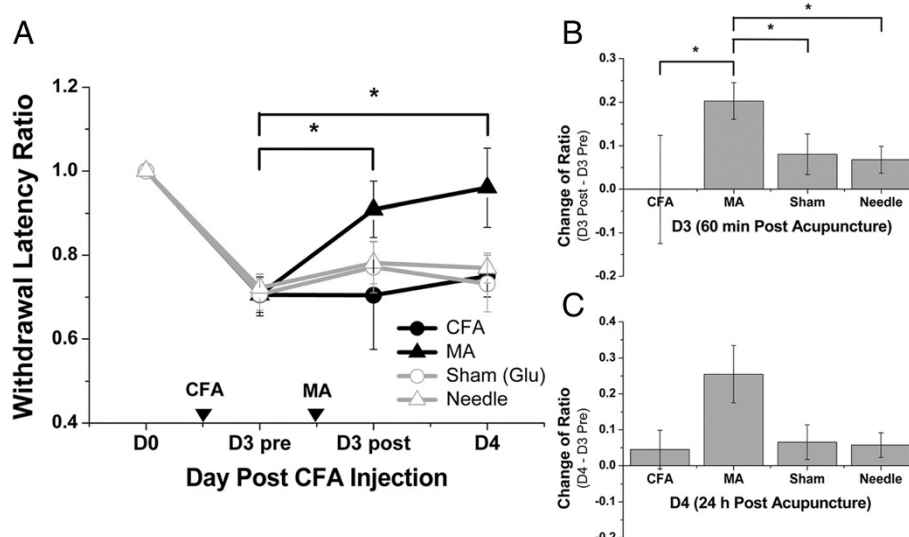 A
Withdrawal Latency Ratio
1.2
1.0
0.8
0.6
0.4
*
*
CFA
MA
CFA
MA
Sham (Glu)
Needle
D0
D3 pre
D3 post
D4
Day Post CFA Injection
B
*
*
*
Change of Ratio
(D3 Post - D3 Pre)
0.3
0.2
0.1
0.0
-0.1
-0.2
CFA
MA
Sham
Needle
D3 (60 min Post Acupuncture)
C
Change of Ratio
(D4 - D3 Pre)
0.4
0.3
0.2
0.1
0.0
-0.1
-0.2
CFA
MA
Sham
Needle
D4 (24 h Post Acupuncture)